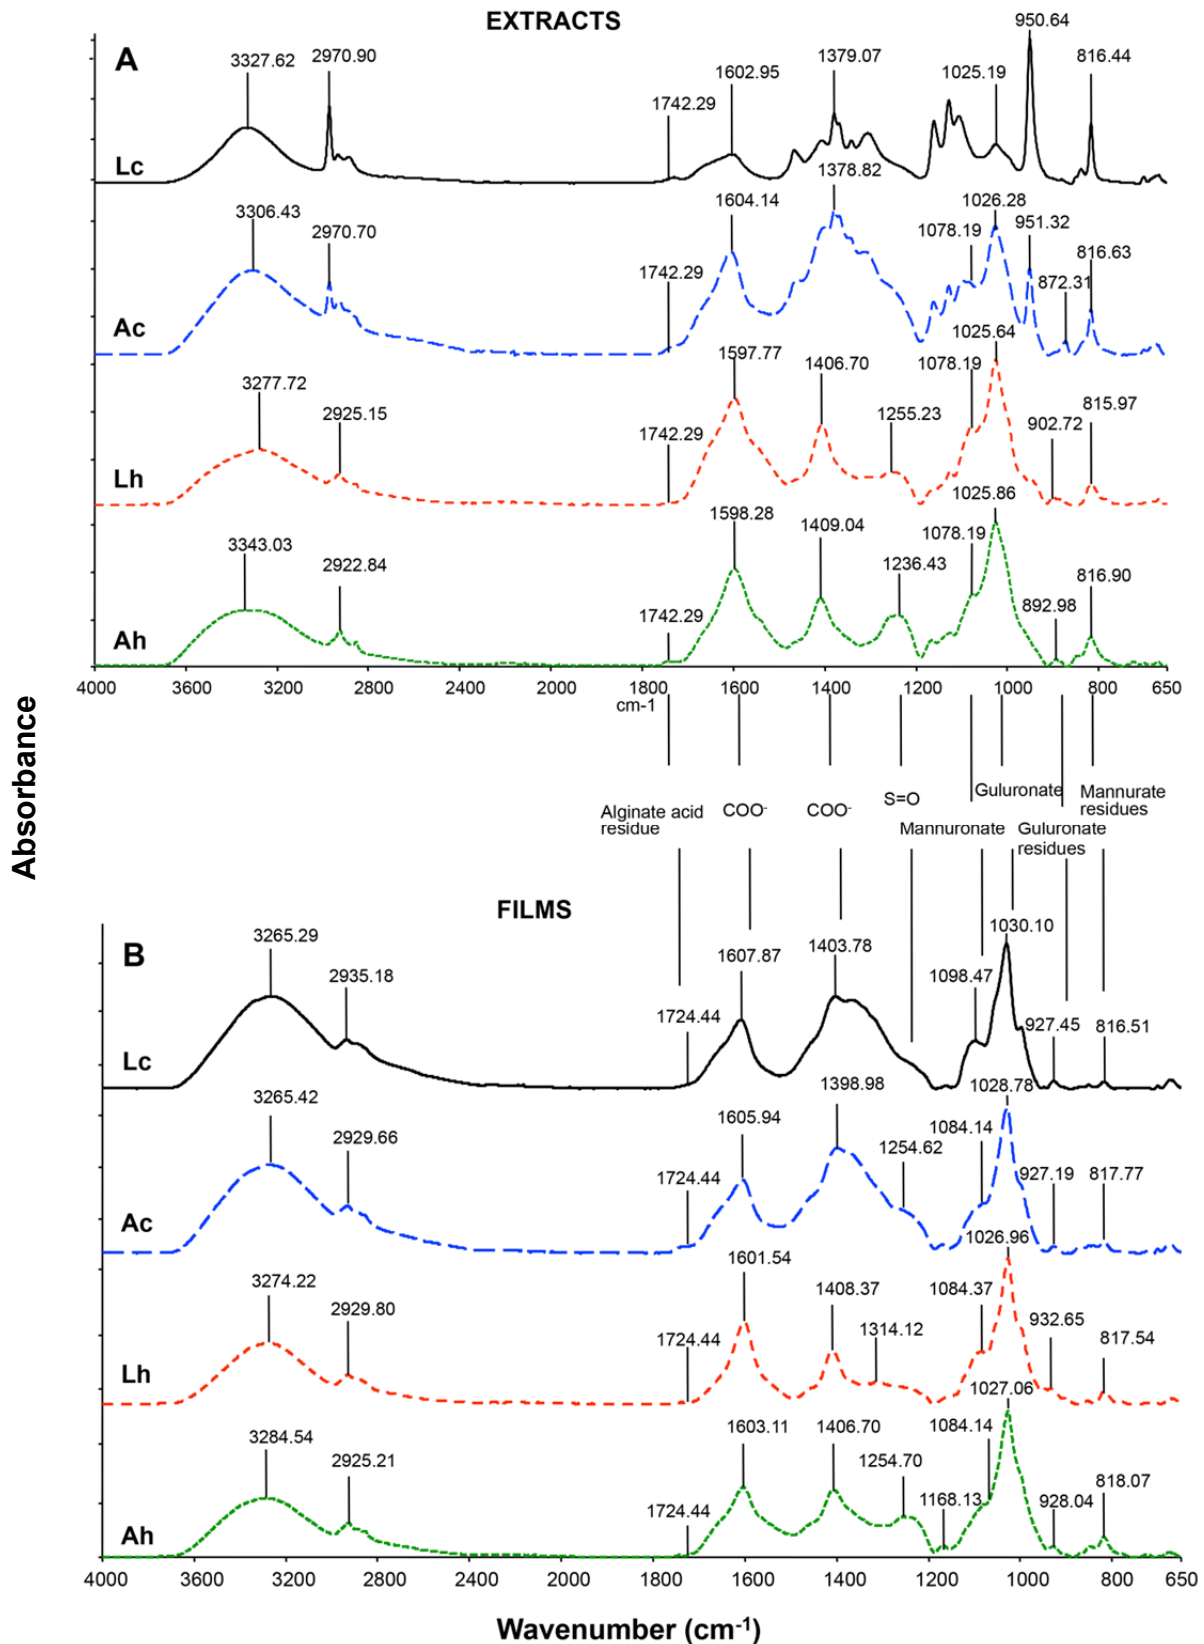 EXTRACTS
A
3327.62
2970.90
1742.29
1602.95
1379.07
1025.19
950.64
816.44
Lc
3306.43
2970.70
1742.29
1604.14
1378.82
1078.19
1026.28
951.32
872.31
816.63
Ac
3277.72
2925.15
1742.29
1597.77
1406.70
1255.23
1078.19
1025.64
902.72
815.97
Lh
3343.03
2922.84
1742.29
1598.28
1409.04
1236.43
1078.19
1025.86
892.98
816.90
Ah
4000 3600 3200 2800 2400 2000 1800 1600 1400 1200 1000 800 650
cm-1
Alginate acid
residue
COO-
COO-
S=O
Mannuronate
Guluronate
Guluronate
residues
Mannurate
residues
Absorbance
FILMS
B
3265.29
2935.18
1724.44
1607.87
1403.78
1098.47
1030.10
927.45
816.51
Lc
3265.42
2929.66
1724.44
1605.94
1398.98
1254.62
1084.14
1028.78
927.19
817.77
Ac
3274.22
2929.80
1724.44
1601.54
1408.37
1314.12
1084.37
1026.96
932.65
817.54
Lh
3284.54
2925.21
1724.44
1603.11
1406.70
1254.70
1168.13
1084.14
1027.06
928.04
818.07
Ah
4000 3600 3200 2800 2400 2000 1800 1600 1400 1200 1000 800 650
Wavenumber (cm-1)